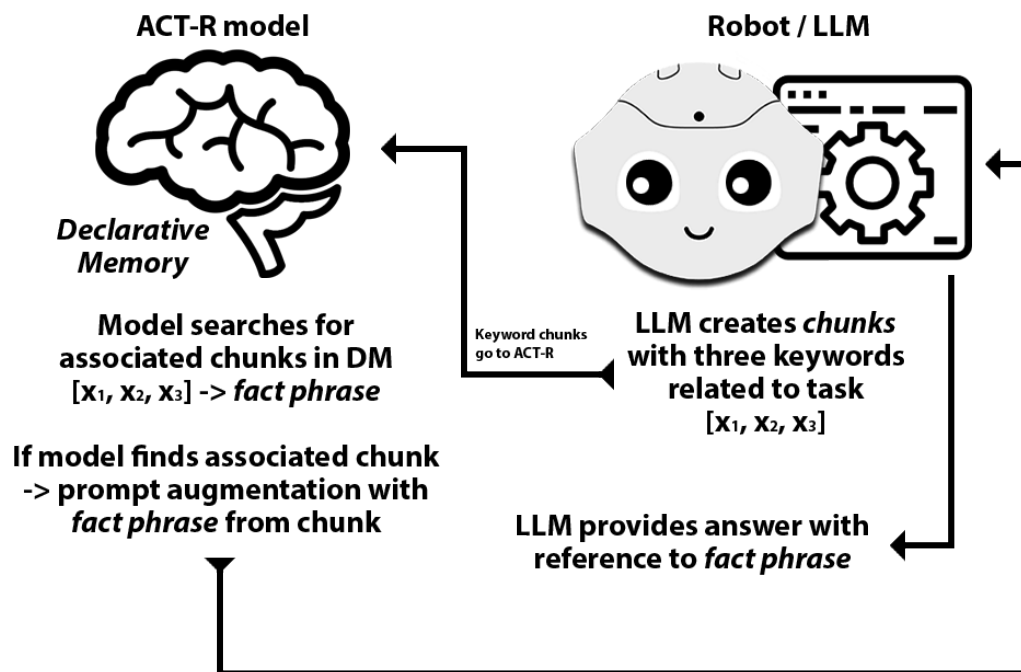 ACT-R model
Declarative
Memory
Model searches for
associated chunks in DM
[x₁, x₂, x₃] -> fact phrase
If model finds associated chunk
-> prompt augmentation with
fact phrase from chunk
Keyword chunks
go to ACT-R
Robot / LLM
LLM creates chunks
with three keywords
related to task
[x₁, x₂, x₃]
LLM provides answer with
reference to fact phrase